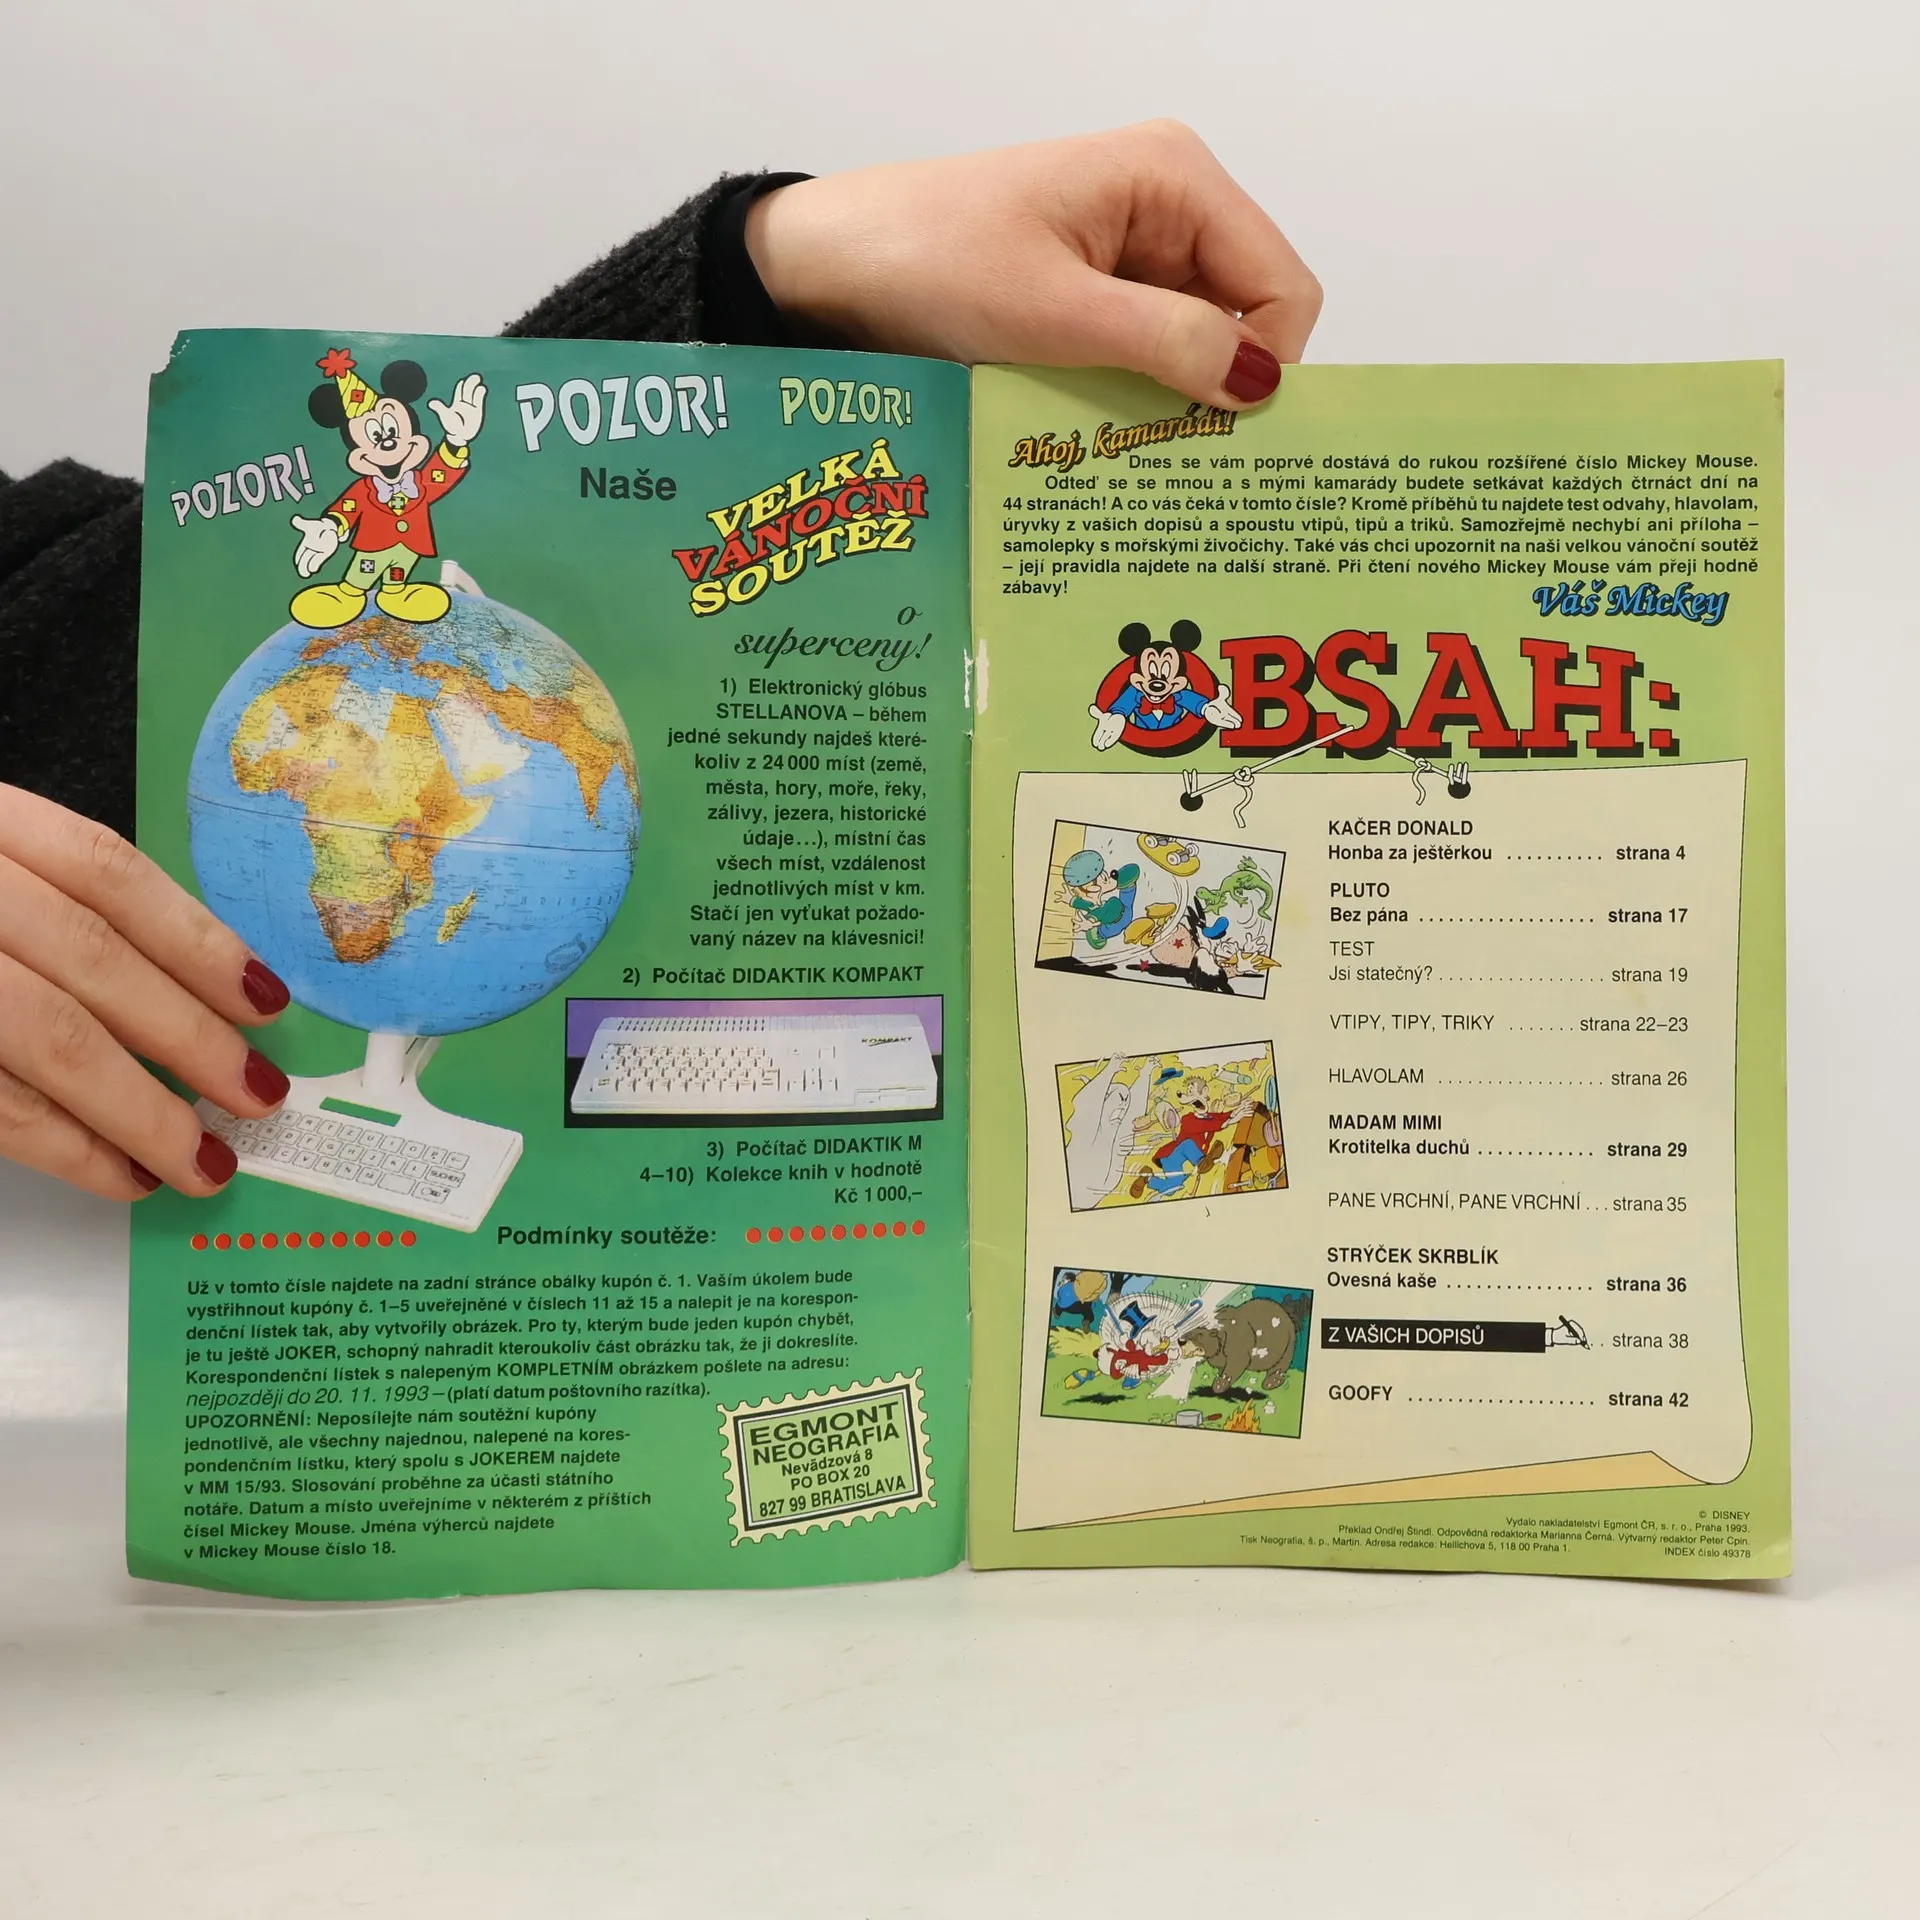 POZOR!
POZOR!
POZOR!
Naše
VELKÁ
VÁNOČNÍ
SOUTĚŽ
o
superceny!
1) Elektronický glóbus
STELLANOVA – během
jedné sekundy najdeš které-
koliv z 24 000 míst (země,
města, hory, moře, řeky,
zálivy, jezera, historické
údaje...), místní čas
všech míst, vzdálenost
jednotlivých míst v km.
Stačí jen vyťukat požado-
vaný název na klávesnici!
2) Počítač DIDAKTIK KOMPAKT
KOMPAKT
3) Počítač DIDAKTIK M
4–10) Kolekce knih v hodnotě
Kč 1 000,–
Podmínky soutěže:
Už v tomto čísle najdete na zadní stránce obálky kupón č. 1. Vaším úkolem bude
vystřihnout kupóny č. 1–5 uveřejněné v číslech 11 až 15 a nalepit je na korespon-
denční lístek tak, aby vytvořily obrázek. Pro ty, kterým bude jeden kupón chybět,
je tu ještě JOKER, schopný nahradit kteroukoliv část obrázku tak, že ji dokreslíte.
Korespondenční lístek s nalepeným KOMPLETNÍM obrázkem pošlete na adresu:
nejpozději do 20. 11. 1993 – (platí datum poštovního razítka).
UPOZORNĚNÍ: Neposílejte nám soutěžní kupóny
jednotlivě, ale všechny najednou, nalepené na kores-
pondenčním lístku, který spolu s JOKEREM najdete
v MM 15/93. Slosování proběhne za účasti státního
notáře. Datum a místo uveřejníme v některém z příštích
čísel Mickey Mouse. Jména výherců najdete
v Mickey Mouse číslo 18.
EGMONT
NEOGRAFIA
Nevädzová 8
PO BOX 20
827 99 BRATISLAVA
Ahoj, kamarádi!
Dnes se vám poprvé dostává do rukou rozšířené číslo Mickey Mouse.
Odteď se se mnou a s mými kamarády budete setkávat každých čtrnáct dní na
44 stranách! A co vás čeká v tomto čísle? Kromě příběhů tu najdete test odvahy, hlavolam,
úryvky z vašich dopisů a spoustu vtipů, tipů a triků. Samozřejmě nechybí ani příloha –
samolepky s mořskými živočichy. Také vás chci upozornit na naši velkou vánoční soutěž
– její pravidla najdete na další straně. Při čtení nového Mickey Mouse vám přeji hodně
zábavy!
Váš Mickey
OBSAH:
KAČER DONALD
Honba za ještěrkou .......... strana 4
PLUTO
Bez pána .................. strana 17
TEST
Jsi statečný? ................. strana 19
VTIPY, TIPY, TRIKY ....... strana 22–23
HLAVOLAM ................. strana 26
MADAM MIMI
Krotitelka duchů ............ strana 29
PANE VRCHNÍ, PANE VRCHNÍ ... strana 35
STRÝČEK SKRBLÍK
Ovesná kaše ............... strana 36
Z VAŠICH DOPISŮ .. strana 38
GOOFY ................... strana 42
© DISNEY
Vydalo nakladatelství Egmont ČR, s. r. o., Praha 1993.
Překlad Ondřej Štindl. Odpovědná redaktorka Marianna Černá. Výtvarný redaktor Peter Cpin.
Tisk Neografia, š. p., Martin. Adresa redakce: Hellichova 5, 118 00 Praha 1.
INDEX číslo 49378